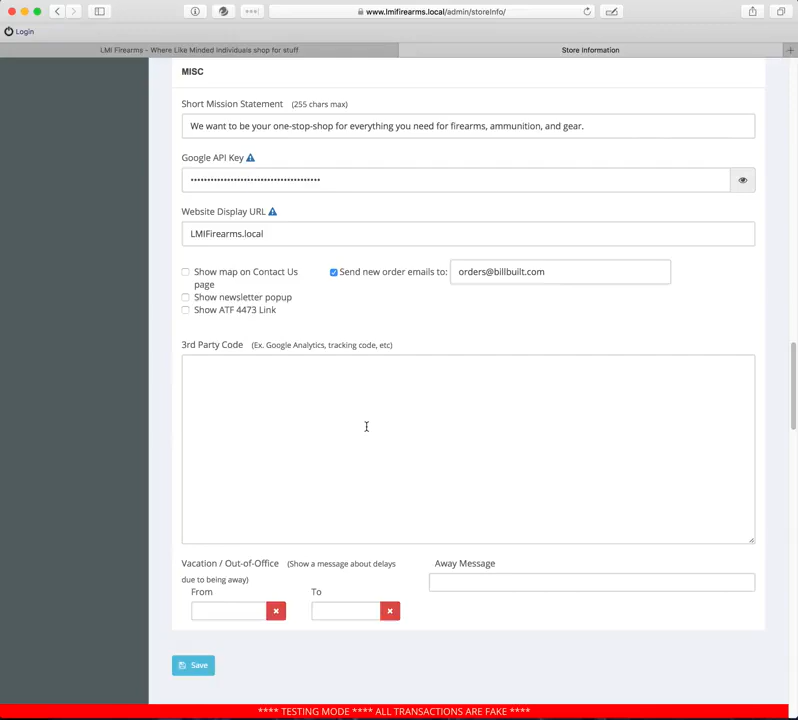 www.lmifirearms.local/admin/storeInfo/
Login
LMI Firearms - Where Like Minded Individuals shop for stuff
Store Information
MISC
Short Mission Statement (255 chars max)
We want to be your one-stop-shop for everything you need for firearms, ammunition, and gear.
Google API Key
••••••••••••••••••••••••••••••••••••••
Website Display URL
LMIFirearms.local
Show map on Contact Us page
Send new order emails to: orders@billbuilt.com
Show newsletter popup
Show ATF 4473 Link
3rd Party Code (Ex. Google Analytics, tracking code, etc)
Vacation / Out-of-Office (Show a message about delays
due to being away)
Away Message
From
To
Save
**** TESTING MODE **** ALL TRANSACTIONS ARE FAKE ****